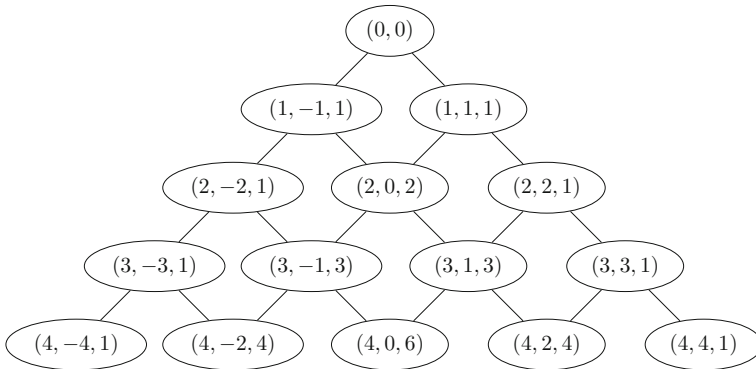 (0, 0)
(1, −1, 1) (1, 1, 1)
(2, −2, 1) (2, 0, 2) (2, 2, 1)
(3, −3, 1) (3, −1, 3) (3, 1, 3) (3, 3, 1)
(4, −4, 1) (4, −2, 4) (4, 0, 6) (4, 2, 4) (4, 4, 1)